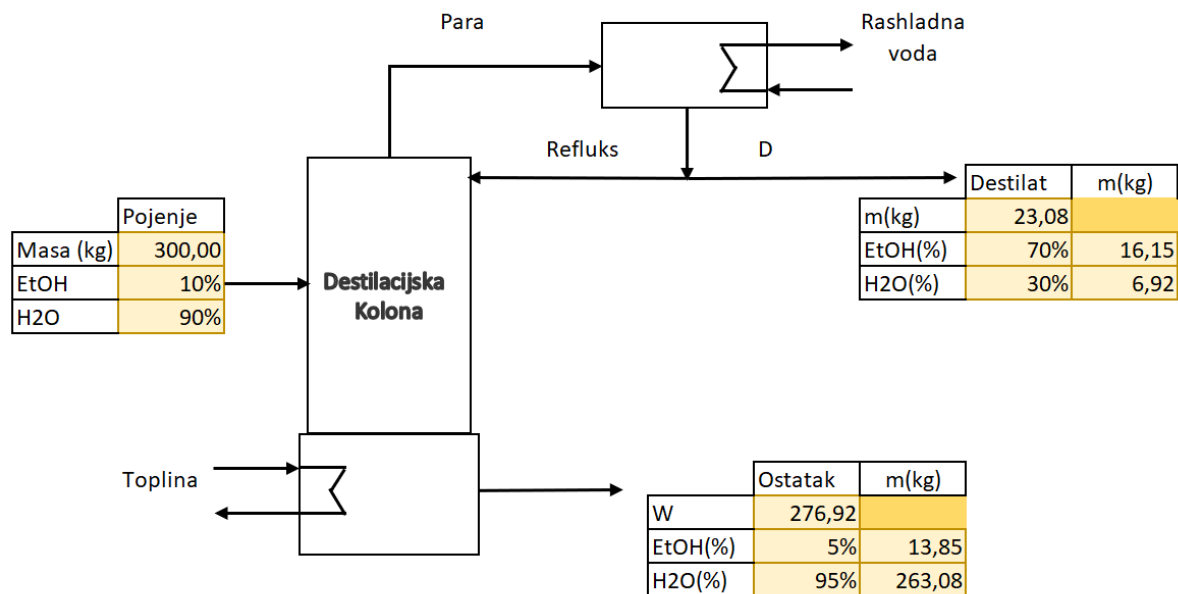 Para
Rashladna
voda
Refluks
D
Destilat m(kg)
m(kg) 23,08
EtOH(%) 70% 16,15
H2O(%) 30% 6,92
Pojenje
Masa (kg) 300,00
EtOH 10%
H2O 90%
Destilacijska
Kolona
Toplina
Ostatak m(kg)
W 276,92
EtOH(%) 5% 13,85
H2O(%) 95% 263,08